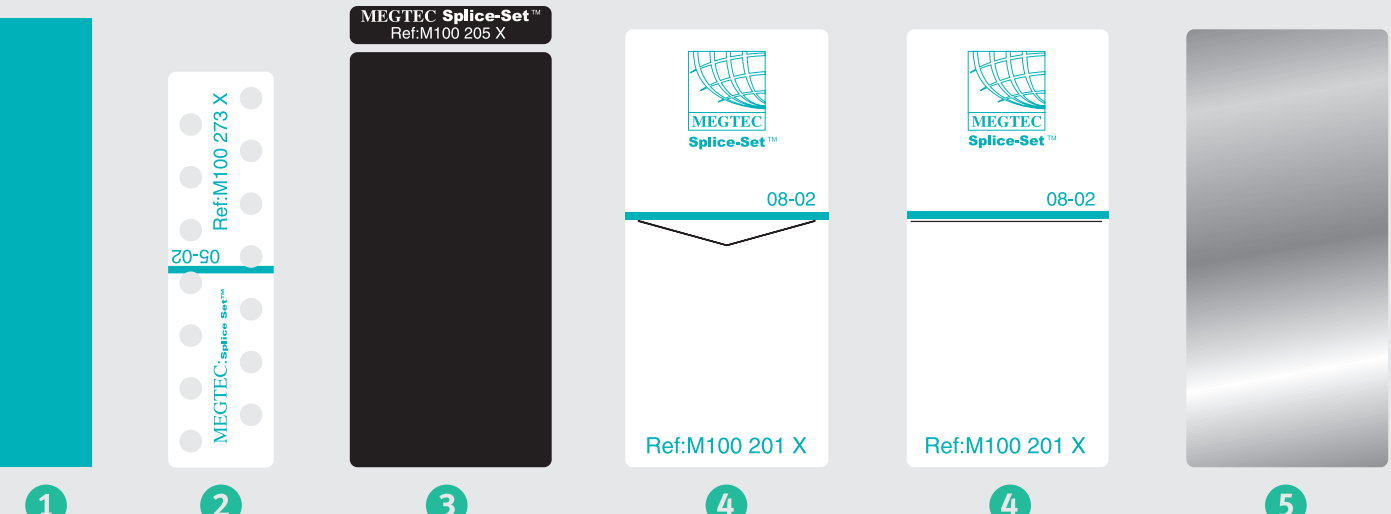 Ref:M100 273 X
05-02
MEGTEC:Splice Set™
MEGTEC Splice-Set™
Ref:M100 205 X
MEGTEC
Splice-Set™
08-02
Ref:M100 201 X
MEGTEC
Splice-Set™
08-02
Ref:M100 201 X
1
2
3
4
4
5